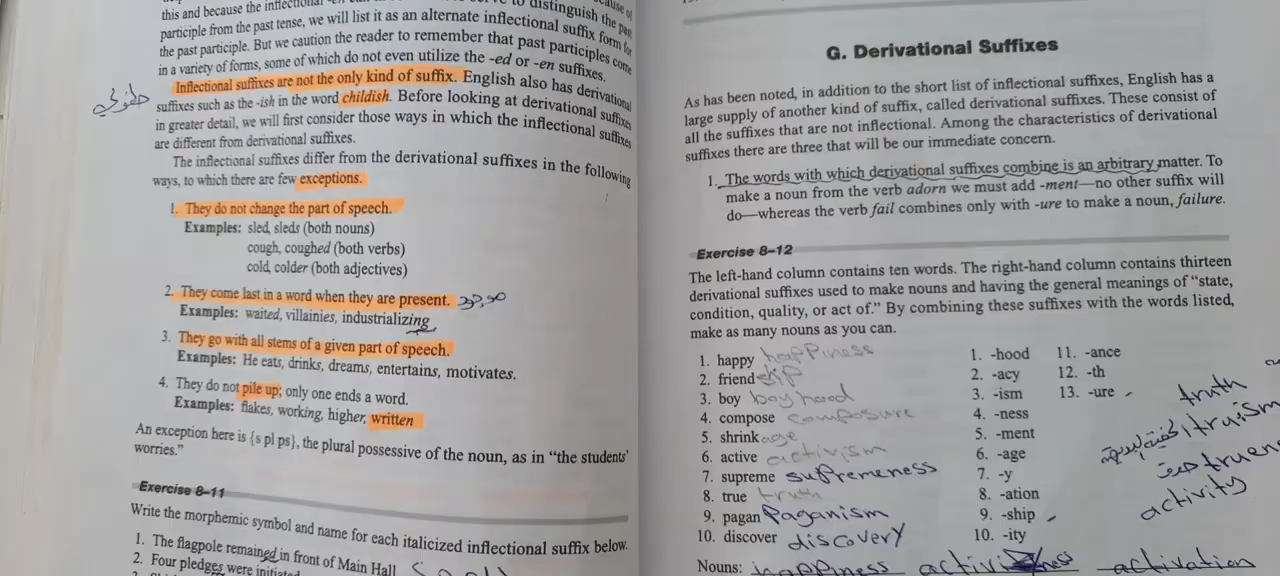 this and because the inflectional -en
to distinguish the past
participle from the past tense, we will list it as an alternate inflectional suffix form for
the past participle. But we caution the reader to remember that past participles come
in a variety of forms, some of which do not even utilize the -ed or -en suffixes.
Inflectional suffixes are not the only kind of suffix. English also has derivational
suffixes such as the -ish in the word childish. Before looking at derivational suffixes
in greater detail, we will first consider those ways in which the inflectional suffixes
are different from derivational suffixes.
The inflectional suffixes differ from the derivational suffixes in the following
ways, to which there are few exceptions.
1. They do not change the part of speech.
Examples: sled, sleds (both nouns)
cough, coughed (both verbs)
cold, colder (both adjectives)
2. They come last in a word when they are present. موجود
Examples: waited, villainies, industrializing
3. They go with all stems of a given part of speech.
Examples: He eats, drinks, dreams, entertains, motivates.
4. They do not pile up; only one ends a word.
Examples: flakes, working, higher, written
An exception here is {s pl ps}, the plural possessive of the noun, as in “the students’
worries.”
Exercise 8–11
Write the morphemic symbol and name for each italicized inflectional suffix below.
1. The flagpole remained in front of Main Hall
2. Four pledges were initiated
G. Derivational Suffixes
As has been noted, in addition to the short list of inflectional suffixes, English has a
large supply of another kind of suffix, called derivational suffixes. These consist of
all the suffixes that are not inflectional. Among the characteristics of derivational
suffixes there are three that will be our immediate concern.
1. The words with which derivational suffixes combine is an arbitrary matter. To
make a noun from the verb adorn we must add -ment—no other suffix will
do—whereas the verb fail combines only with -ure to make a noun, failure.
Exercise 8–12
The left-hand column contains ten words. The right-hand column contains thirteen
derivational suffixes used to make nouns and having the general meanings of “state,
condition, quality, or act of.” By combining these suffixes with the words listed,
make as many nouns as you can.
1. happy happiness
2. friend ship
3. boy boyhood
4. compose composure
5. shrink age
6. active activism
7. supreme supremeness
8. true truth
9. pagan Paganism
10. discover discovery
1. -hood
2. -acy
3. -ism
4. -ness
5. -ment
6. -age
7. -y
8. -ation
9. -ship
10. -ity
11. -ance
12. -th
13. -ure
truth
truism
truen
activity
Nouns: happiness activation